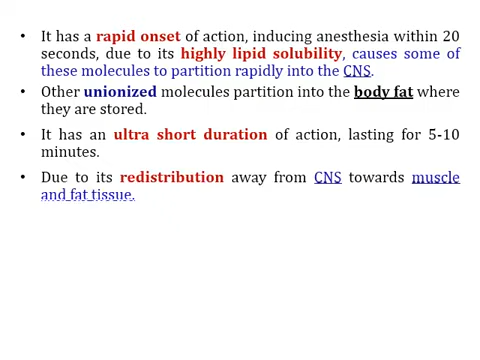 • It has a rapid onset of action, inducing anesthesia within 20
seconds, due to its highly lipid solubility, causes some of
these molecules to partition rapidly into the CNS.
• Other unionized molecules partition into the body fat where
they are stored.
• It has an ultra short duration of action, lasting for 5-10
minutes.
• Due to its redistribution away from CNS towards muscle
and fat tissue.